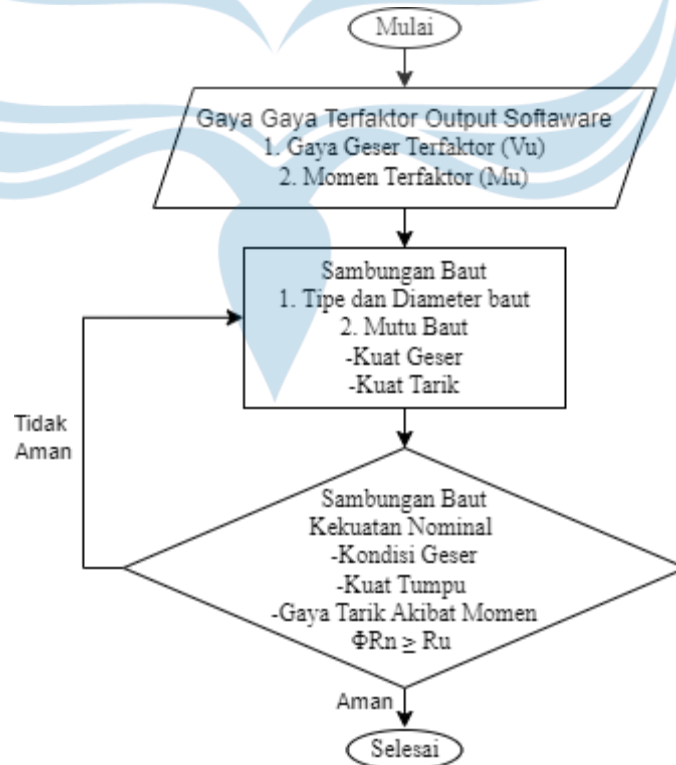 Mulai
Gaya Gaya Terfaktor Output Softaware
1. Gaya Geser Terfaktor (Vu)
2. Momen Terfaktor (Mu)
Sambungan Baut
1. Tipe dan Diameter baut
2. Mutu Baut
-Kuat Geser
-Kuat Tarik
Tidak
Aman
Sambungan Baut
Kekuatan Nominal
-Kondisi Geser
-Kuat Tumpu
-Gaya Tarik Akibat Momen
ΦRn ≥ Ru
Aman
Selesai